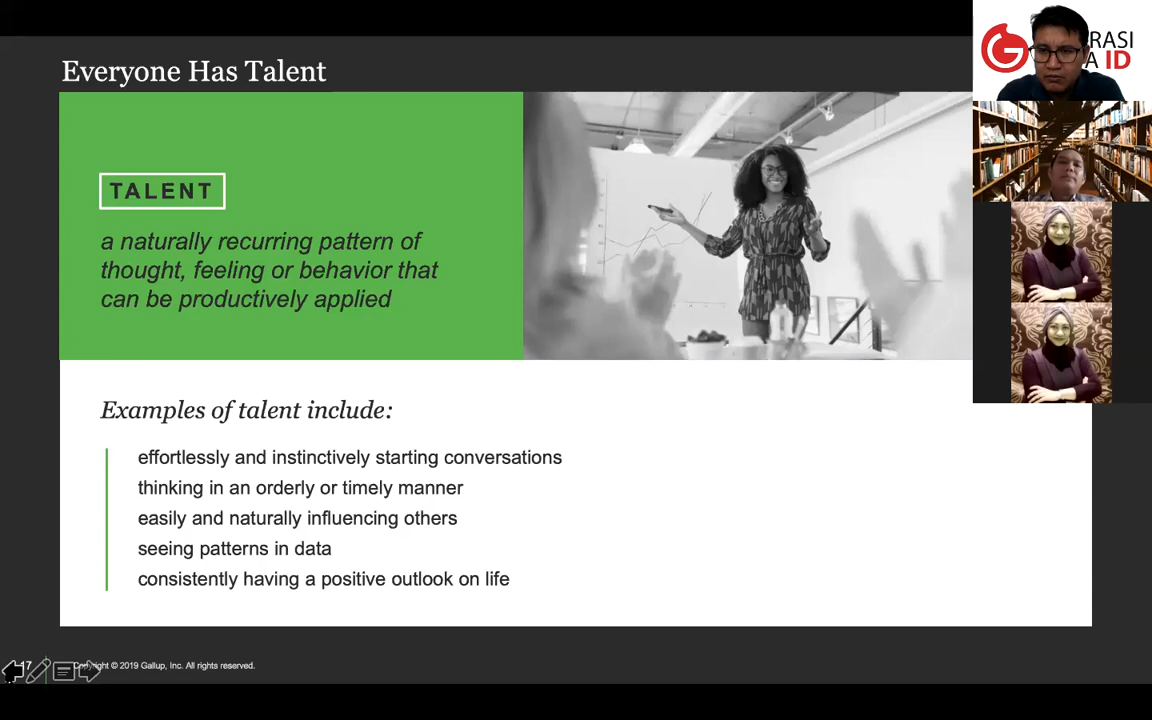 Everyone Has Talent
TALENT
a naturally recurring pattern of
thought, feeling or behavior that
can be productively applied
Examples of talent include:
effortlessly and instinctively starting conversations
thinking in an orderly or timely manner
easily and naturally influencing others
seeing patterns in data
consistently having a positive outlook on life
17
Copyright © 2019 Gallup, Inc. All rights reserved.
RASI
A ID